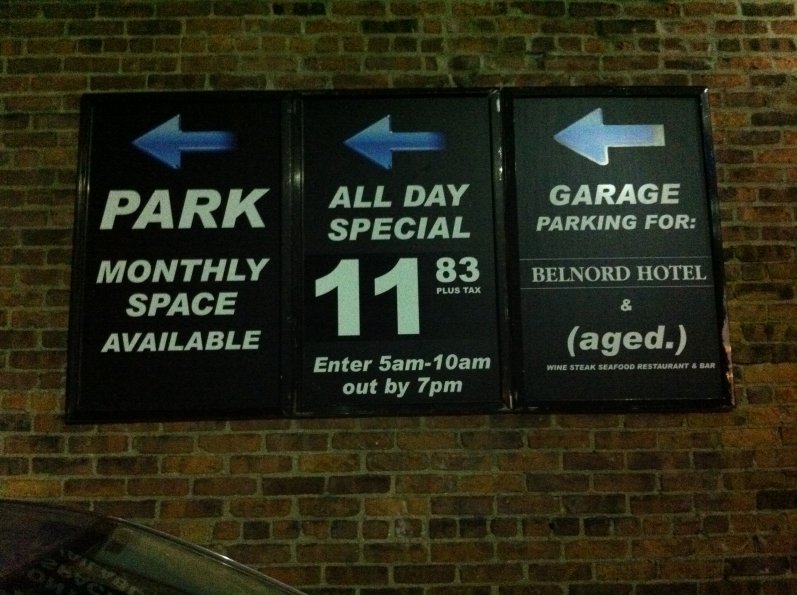 PARK
MONTHLY
SPACE
AVAILABLE
ALL DAY
SPECIAL
11 83
PLUS TAX
Enter 5am-10am
out by 7pm
GARAGE
PARKING FOR:
BELNORD HOTEL
&
(aged.)
WINE STEAK SEAFOOD RESTAURANT & BAR